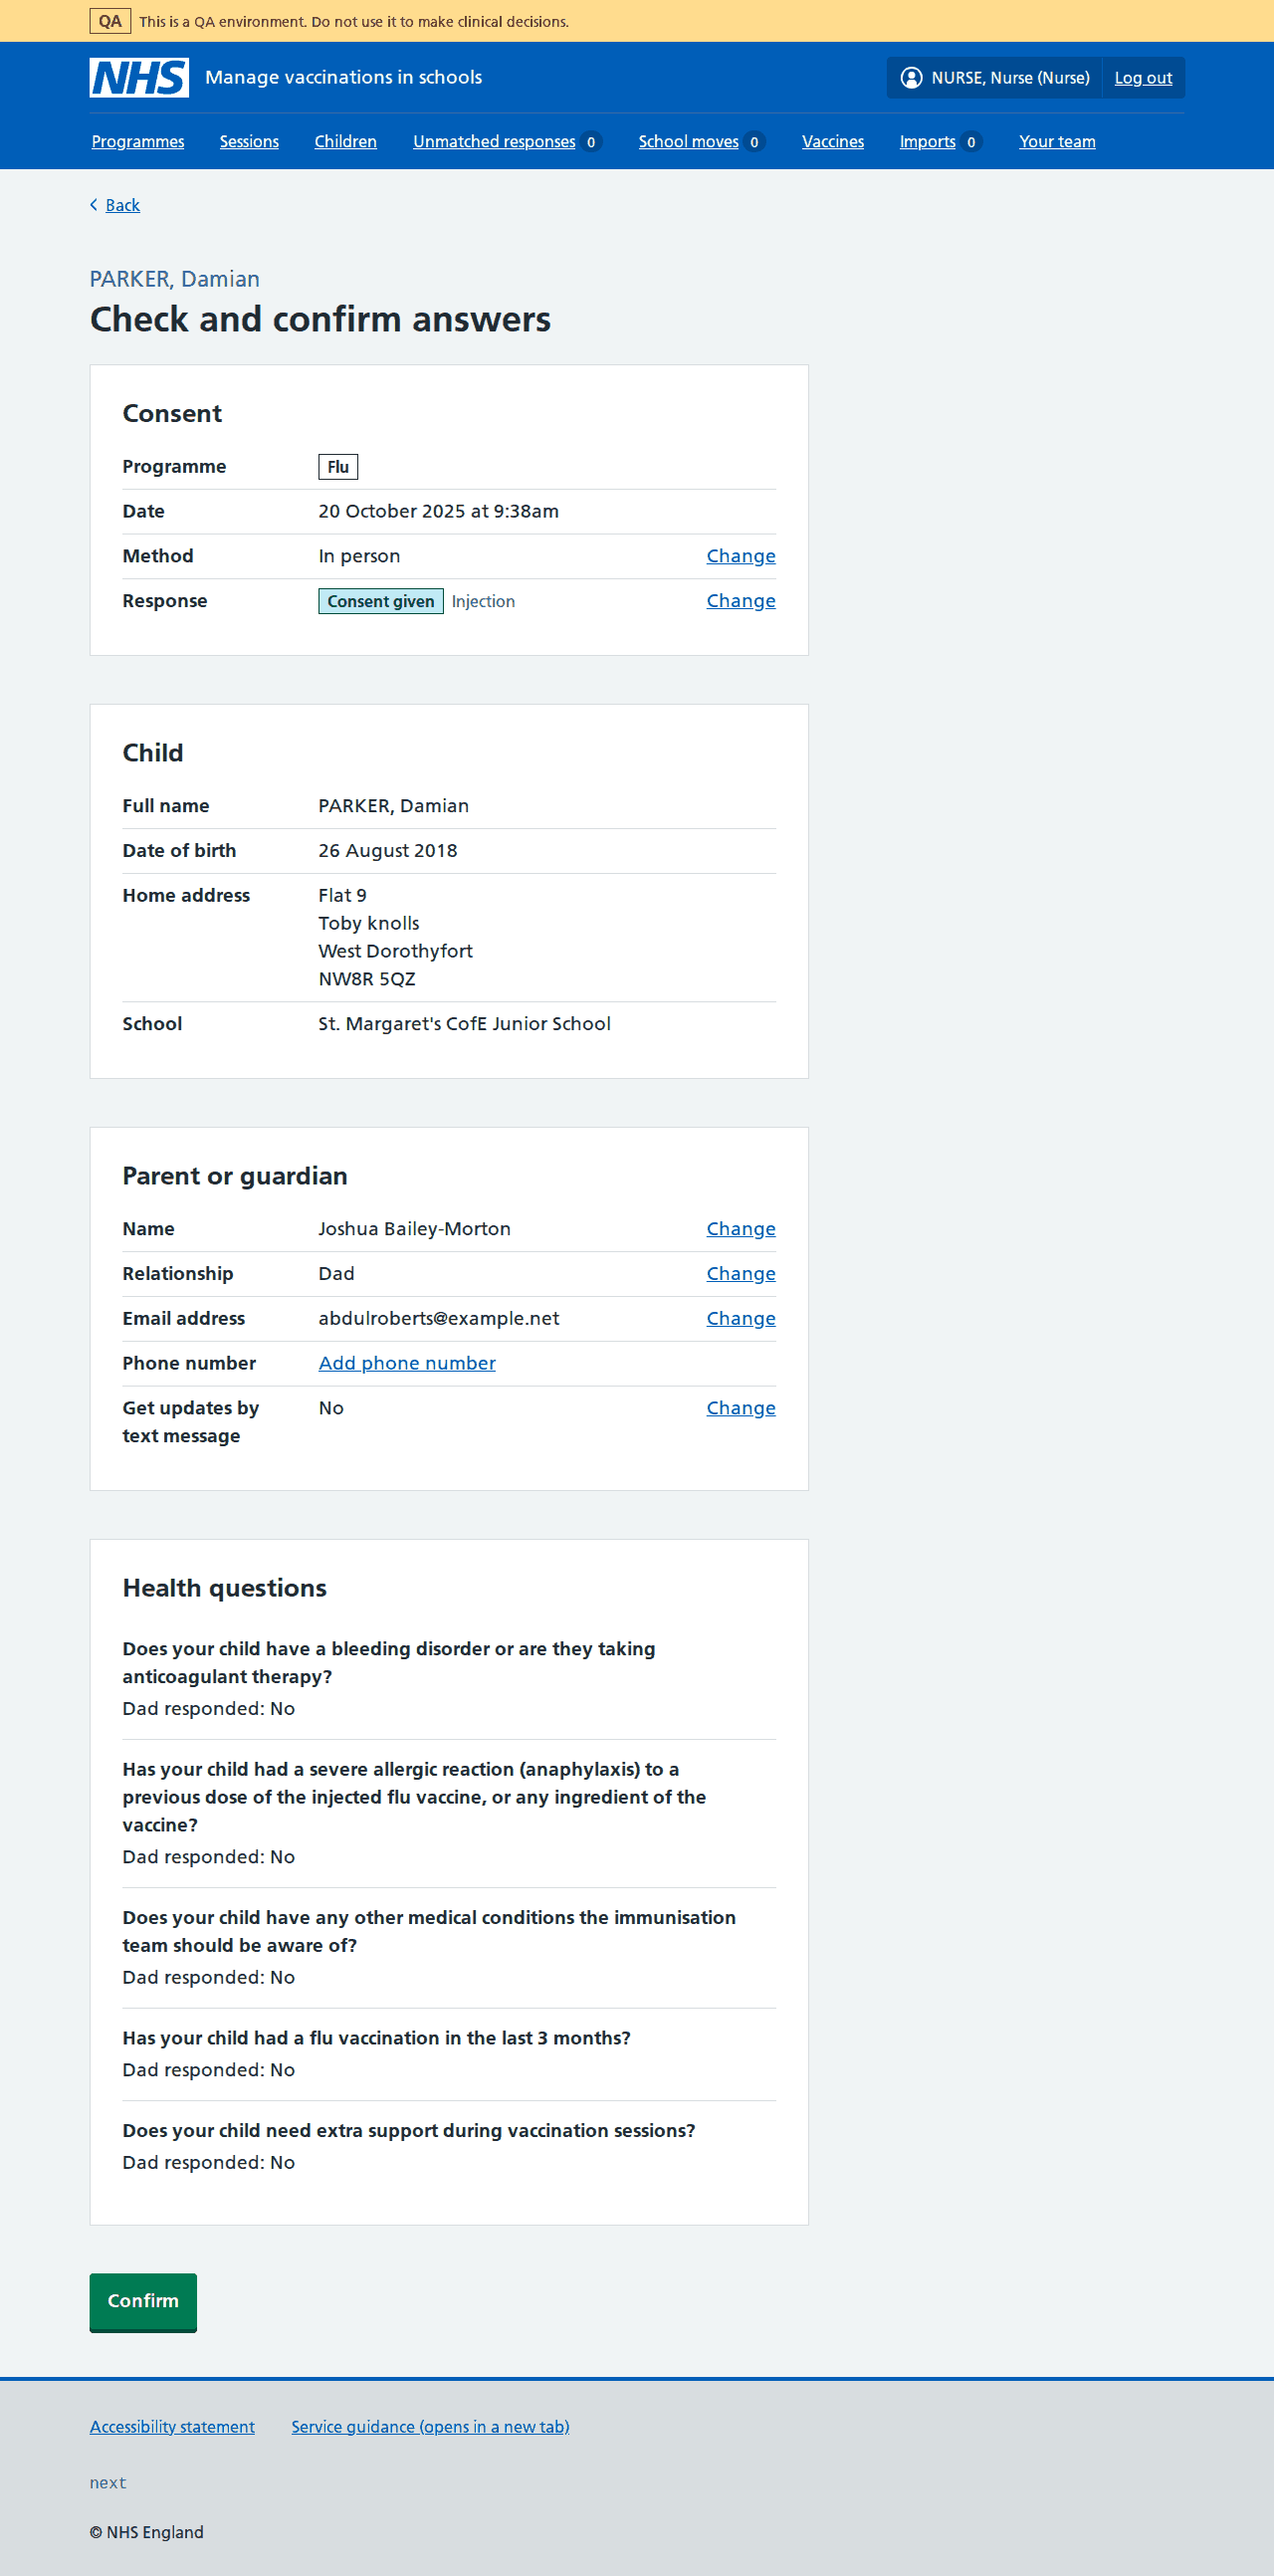 QA This is a QA environment. Do not use it to make clinical decisions.
NHS Manage vaccinations in schools NURSE, Nurse (Nurse) Log out
Programmes Sessions Children Unmatched responses 0 School moves 0 Vaccines Imports 0 Your team
Back
PARKER, Damian
Check and confirm answers
Consent
Programme Flu
Date 20 October 2025 at 9:38am
Method In person Change
Response Consent given Injection Change
Child
Full name PARKER, Damian
Date of birth 26 August 2018
Home address Flat 9
Toby knolls
West Dorothyfort
NW8R 5QZ
School St. Margaret's CofE Junior School
Parent or guardian
Name Joshua Bailey-Morton Change
Relationship Dad Change
Email address abdulroberts@example.net Change
Phone number Add phone number
Get updates by No Change
text message
Health questions
Does your child have a bleeding disorder or are they taking
anticoagulant therapy?
Dad responded: No
Has your child had a severe allergic reaction (anaphylaxis) to a
previous dose of the injected flu vaccine, or any ingredient of the
vaccine?
Dad responded: No
Does your child have any other medical conditions the immunisation
team should be aware of?
Dad responded: No
Has your child had a flu vaccination in the last 3 months?
Dad responded: No
Does your child need extra support during vaccination sessions?
Dad responded: No
Confirm
Accessibility statement Service guidance (opens in a new tab)
next
© NHS England